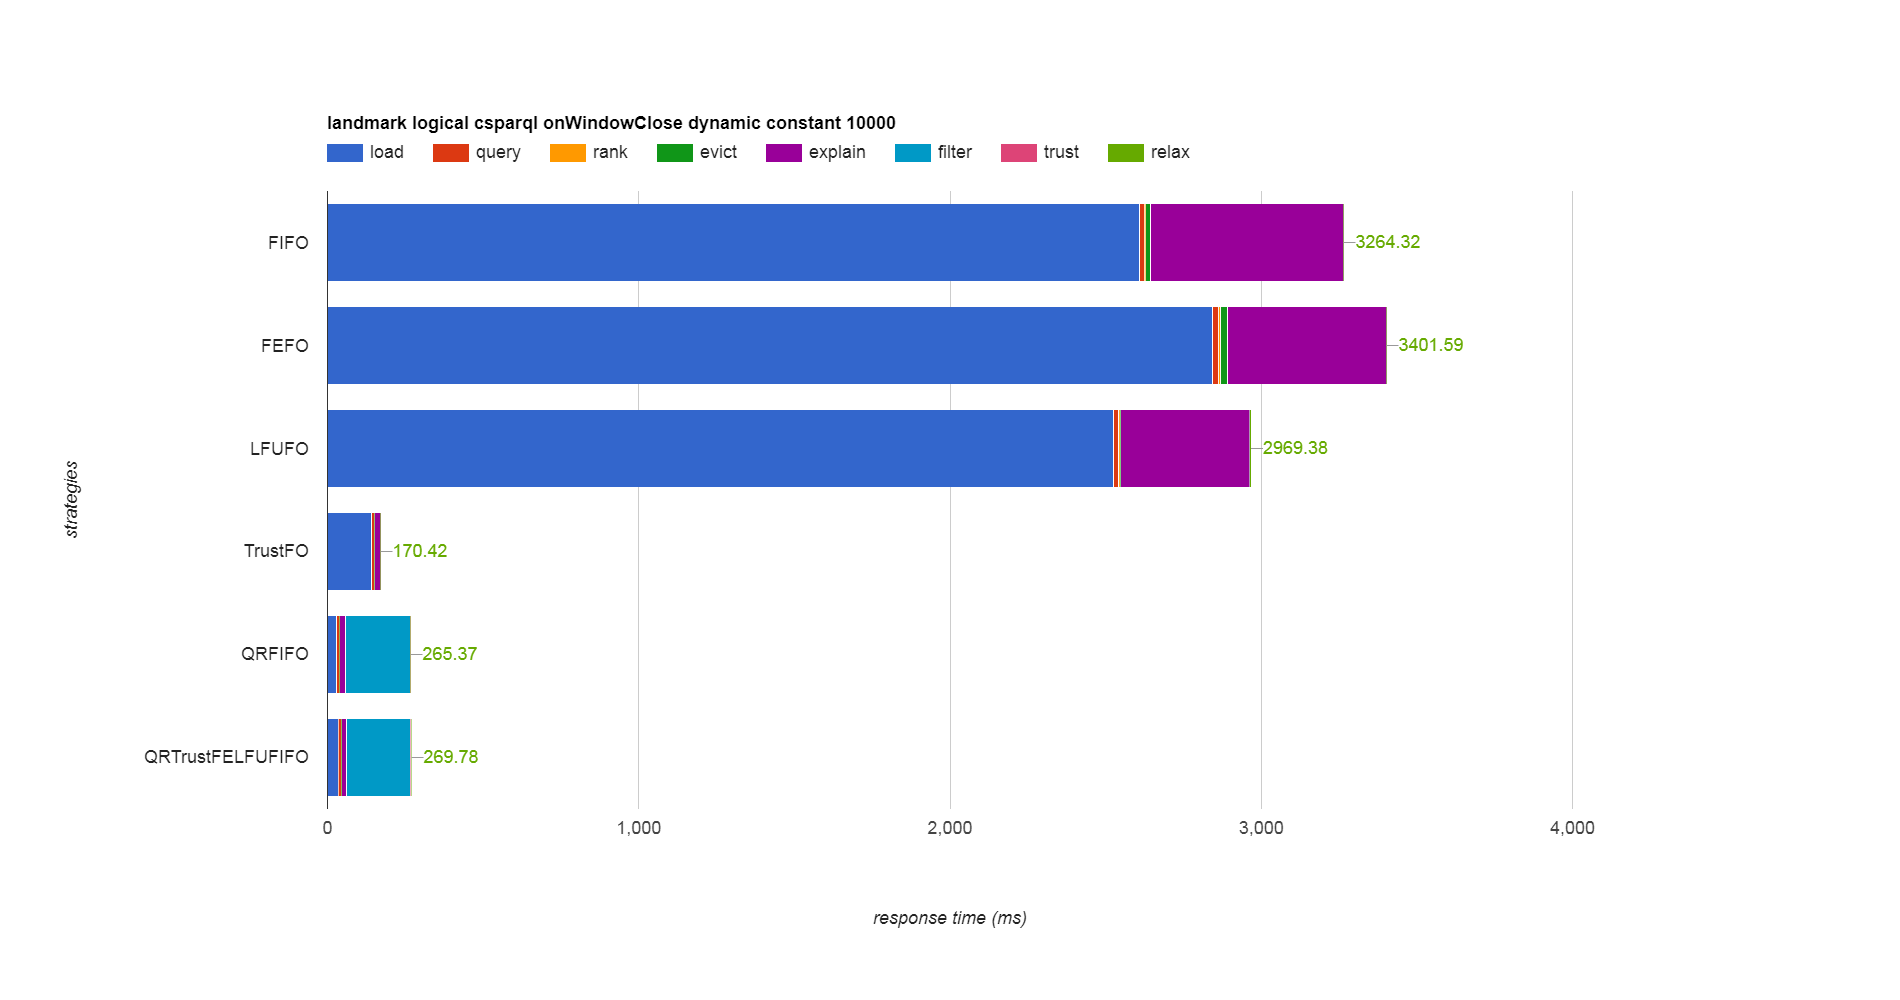 landmark logical csparql onWindowClose dynamic constant 10000
load query rank evict explain filter trust relax
FIFO 3264.32
FEFO 3401.59
LFUFO 2969.38
TrustFO 170.42
QRFIFO 265.37
QRTrustFELFUFIFO 269.78
strategies
0 1,000 2,000 3,000 4,000
response time (ms)